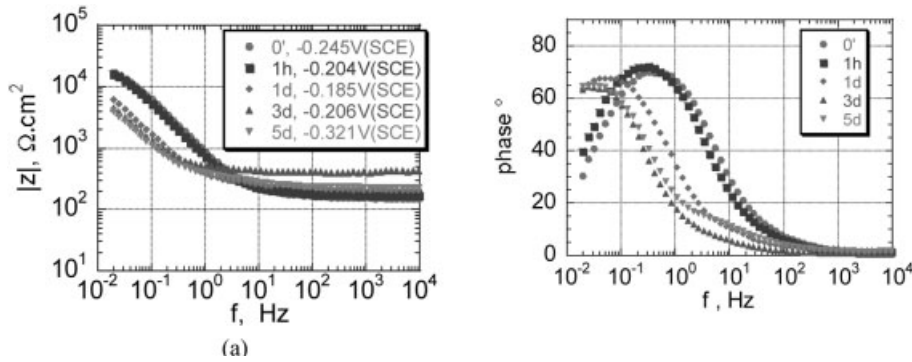 10^5
10^4
10^3
10^2
10^1
|z|, Ω.cm^2
0', -0.245V(SCE)
1h, -0.204V(SCE)
1d, -0.185V(SCE)
3d, -0.206V(SCE)
5d, -0.321V(SCE)
10^-2 10^-1 10^0 10^1 10^2 10^3 10^4
f, Hz
(a)
80
60
40
20
0
phase °
0'
1h
1d
3d
5d
10^-2 10^-1 10^0 10^1 10^2 10^3 10^4
f , Hz